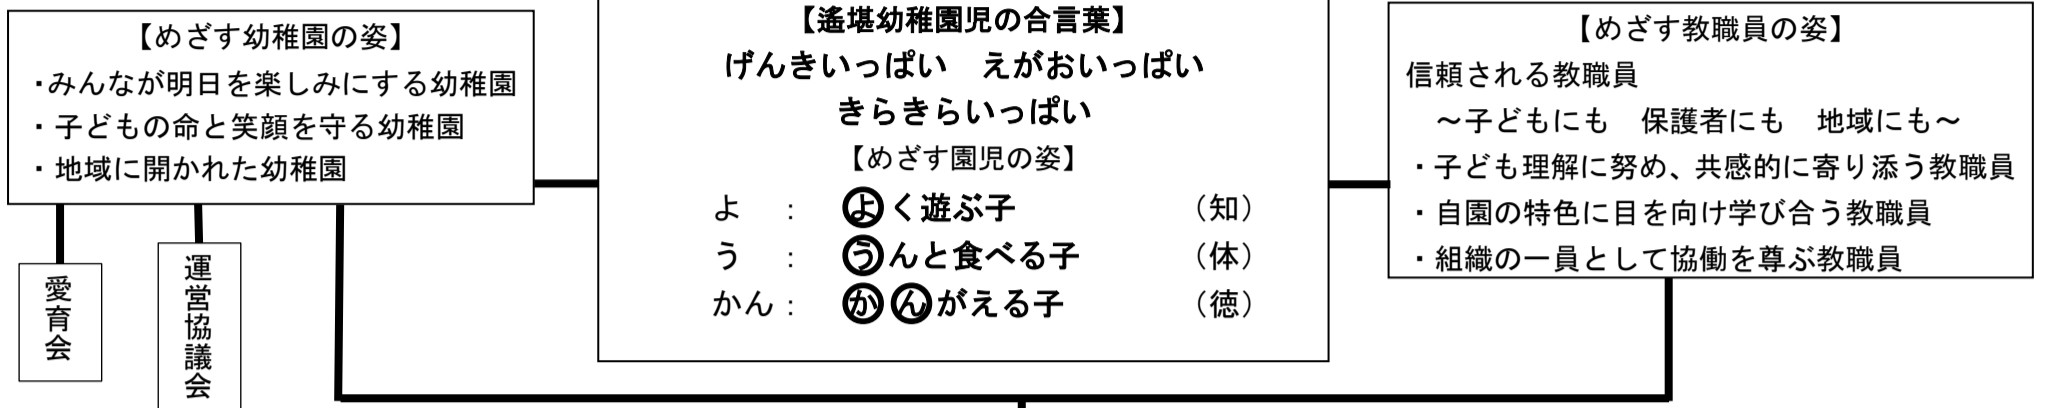 【めざす幼稚園の姿】
・みんなが明日を楽しみにする幼稚園
・子どもの命と笑顔を守る幼稚園
・地域に開かれた幼稚園
愛育会
運営協議会
【遙堪幼稚園児の合言葉】
げんきいっぱい　えがおいっぱい
きらきらいっぱい
【めざす園児の姿】
よ　：　よく遊ぶ子　（知）
う　：　うんと食べる子　（体）
かん：　かんがえる子　（徳）
【めざす教職員の姿】
信頼される教職員
～子どもにも　保護者にも　地域にも～
・子ども理解に努め、共感的に寄り添う教職員
・自園の特色に目を向け学び合う教職員
・組織の一員として協働を尊ぶ教職員